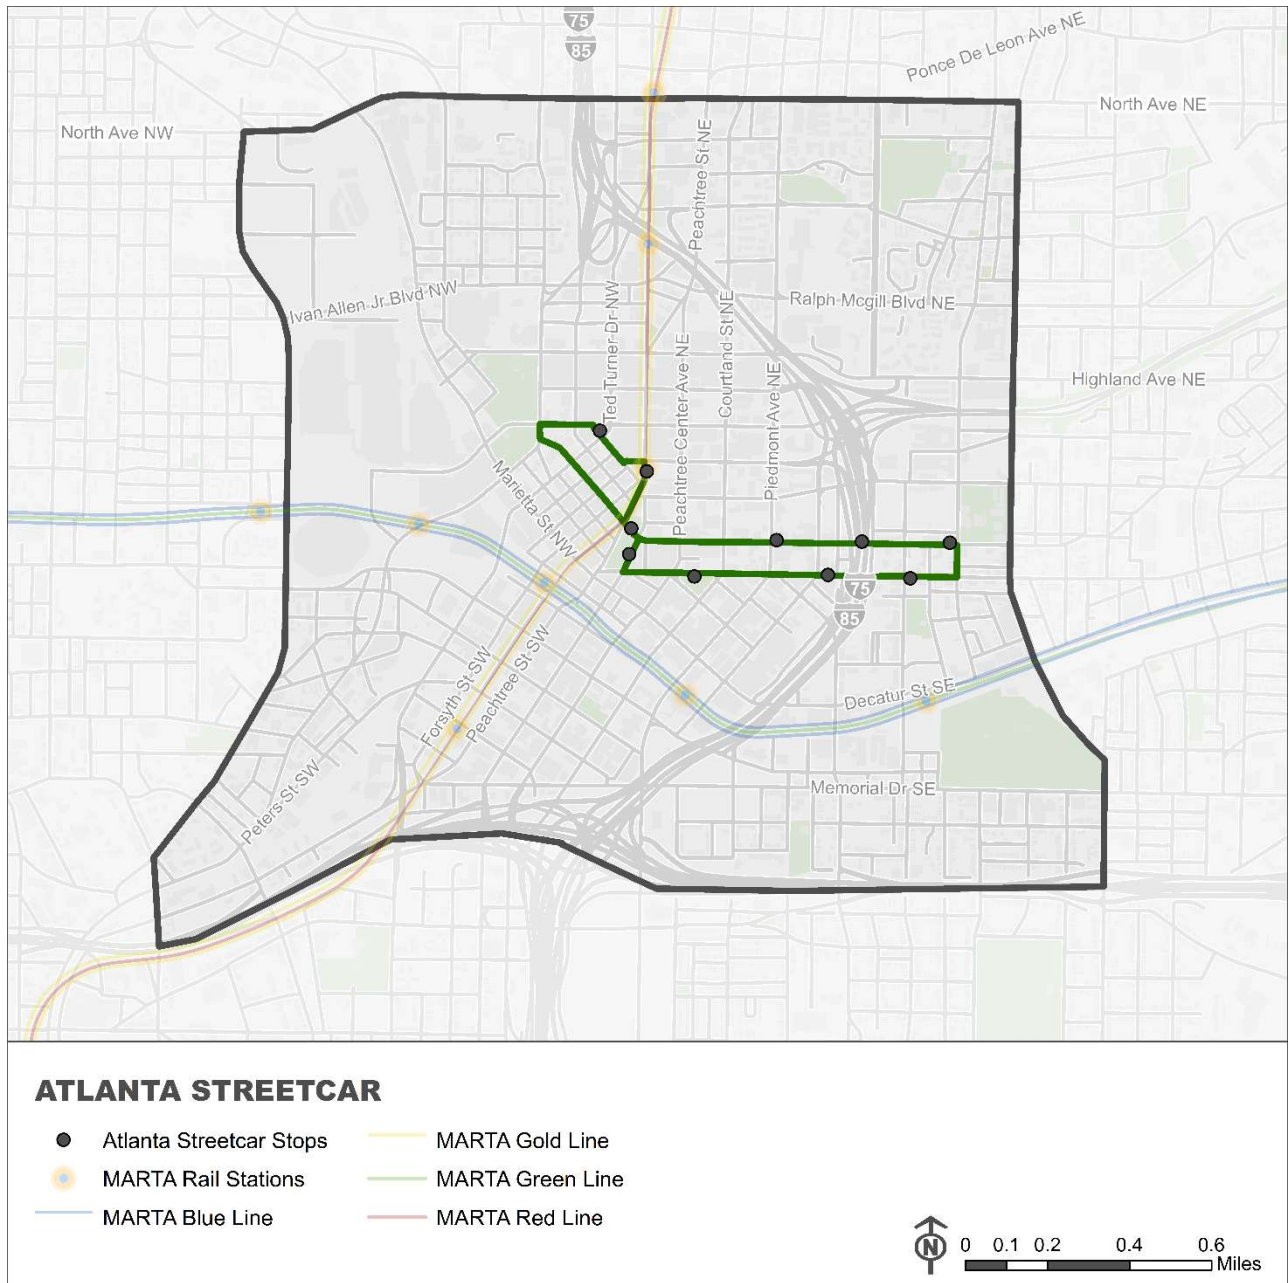 75
85
Ponce De Leon Ave NE
North Ave NW
North Ave NE
Peachtree St NE
Ivan Allen Jr Blvd NW
Ted Turner Dr NW
Courtland St NE
Ralph Mcgill Blvd NE
Peachtree Center Ave NE
Piedmont Ave NE
Highland Ave NE
Marietta St NW
75
85
Forsyth St SW
Peachtree St SW
Decatur St SE
Peters St SW
Memorial Dr SE
ATLANTA STREETCAR
Atlanta Streetcar Stops
MARTA Gold Line
MARTA Rail Stations
MARTA Green Line
MARTA Blue Line
MARTA Red Line
N
0 0.1 0.2 0.4 0.6
Miles